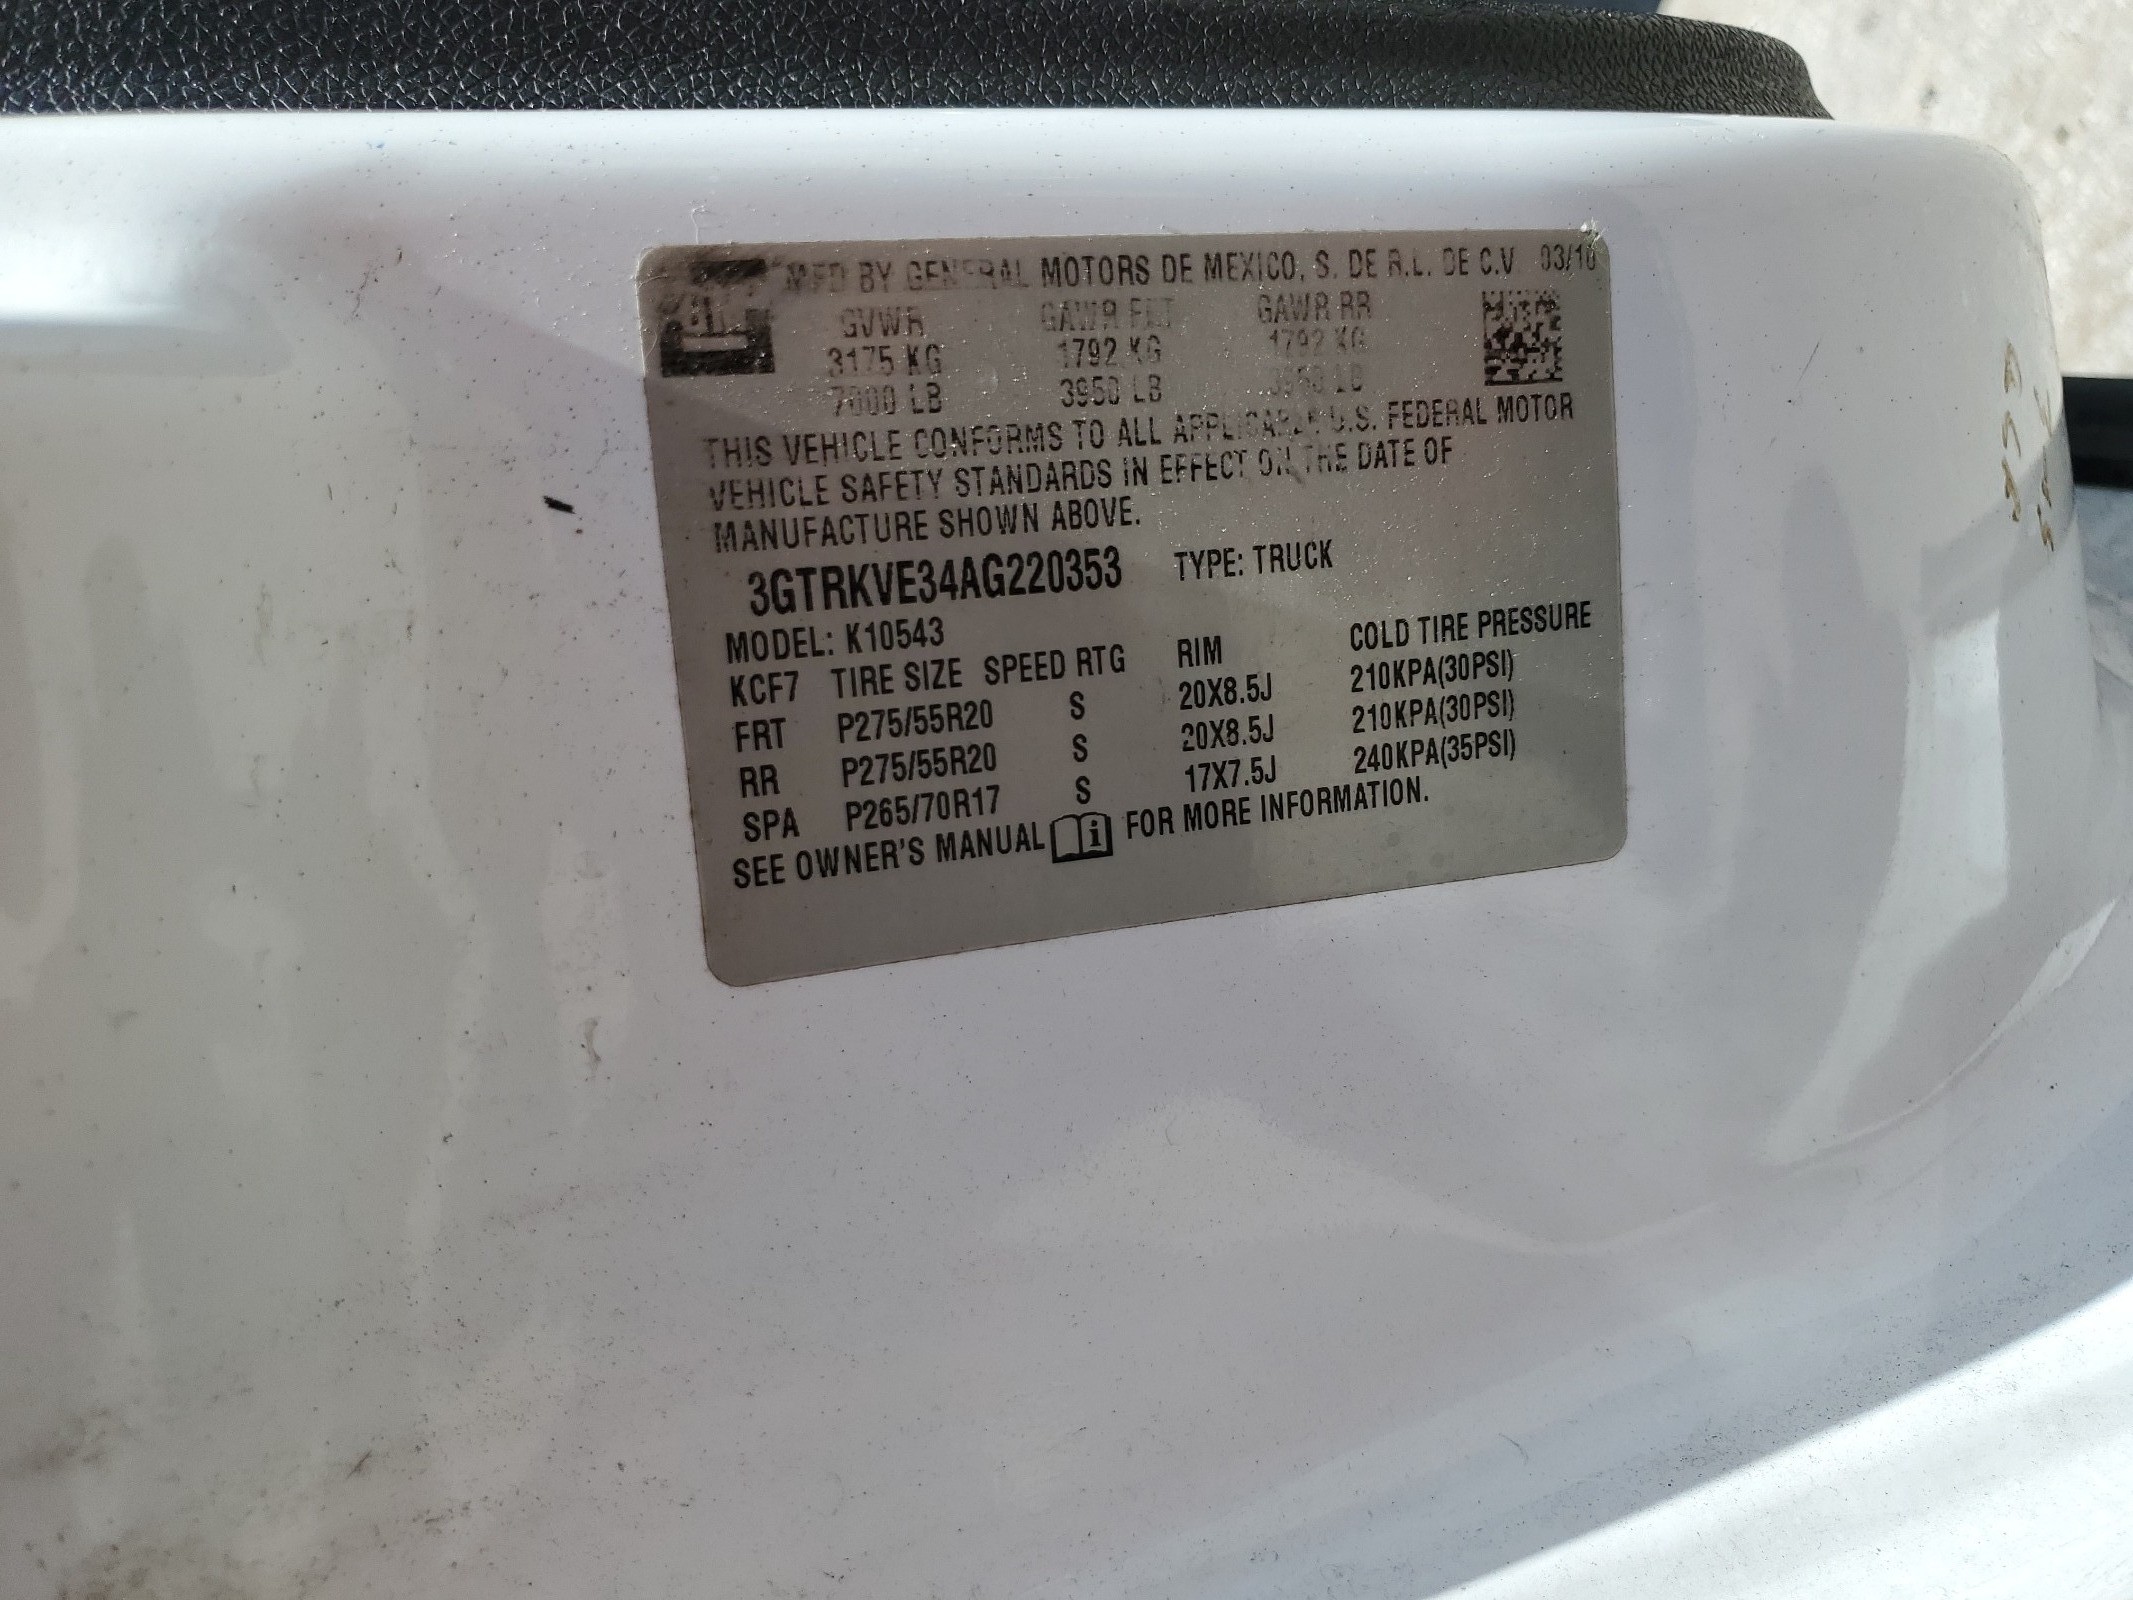 MFD BY GENERAL MOTORS DE MEXICO, S. DE R.L. DE C.V. 03/10
GVWR GAWR FRT GAWR RR
3175 KG 1792 KG 1792 KG
7000 LB 3950 LB 3950 LB
THIS VEHICLE CONFORMS TO ALL APPLICABLE U.S. FEDERAL MOTOR
VEHICLE SAFETY STANDARDS IN EFFECT ON THE DATE OF
MANUFACTURE SHOWN ABOVE.
3GTRKVE34AG220353 TYPE: TRUCK
MODEL: K10543
KCF7 TIRE SIZE SPEED RTG RIM COLD TIRE PRESSURE
FRT P275/55R20 S 20X8.5J 210KPA(30PSI)
RR P275/55R20 S 20X8.5J 210KPA(30PSI)
SPA P265/70R17 S 17X7.5J 240KPA(35PSI)
SEE OWNER'S MANUAL FOR MORE INFORMATION.